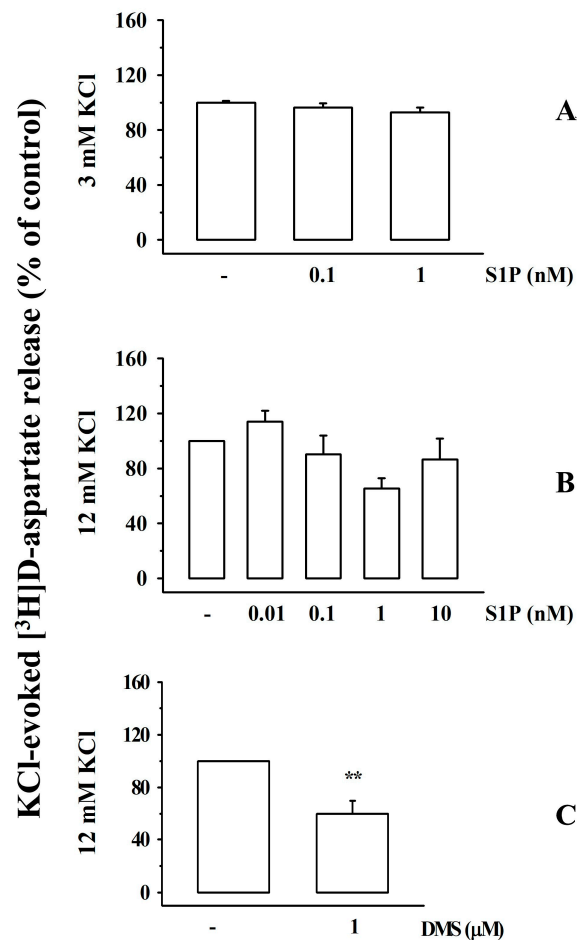 KCl-evoked [³H]D-aspartate release (% of control)
3 mM KCl
160
120
80
40
0
- 0.1 1 S1P (nM)
A
12 mM KCl
160
120
80
40
0
- 0.01 0.1 1 10 S1P (nM)
B
12 mM KCl
160
120
80
40
0
**
- 1 DMS (μM)
C